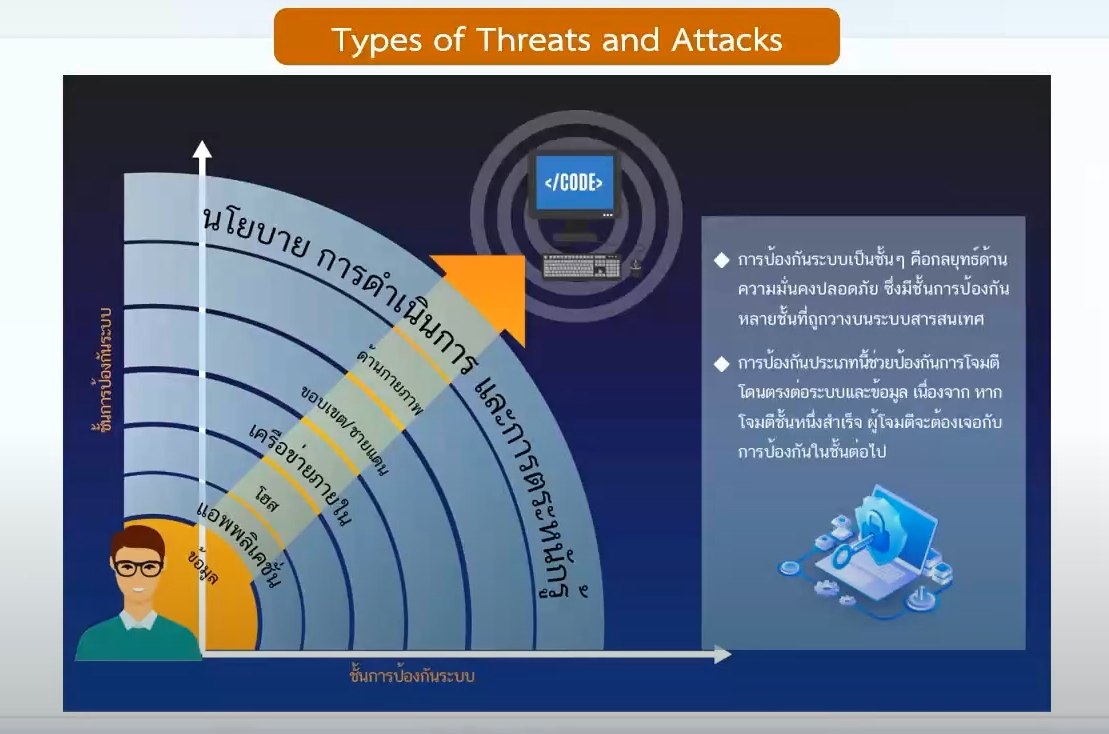 Types of Threats and Attacks
</CODE>
นโยบาย การดำเนินการ และการตระหนักรู้
ด้านกายภาพ
ขอบเขต/ชายแดน
เครือข่ายภายใน
โฮส
แอพพลิเคชั่น
ข้อมูล
ชั้นการป้องกันระบบ
ชั้นการป้องกันระบบ
การป้องกันระบบเป็นชั้นๆ คือกลยุทธ์ด้าน
ความมั่นคงปลอดภัย ซึ่งมีชั้นการป้องกัน
หลายชั้นที่ถูกวางบนระบบสารสนเทศ
การป้องกันประเภทนี้ช่วยป้องกันการโจมตี
โดนตรงต่อระบบและข้อมูล เนื่องจาก หาก
โจมตีชั้นหนึ่งสำเร็จ ผู้โจมตีจะต้องเจอกับ
การป้องกันในชั้นต่อไป